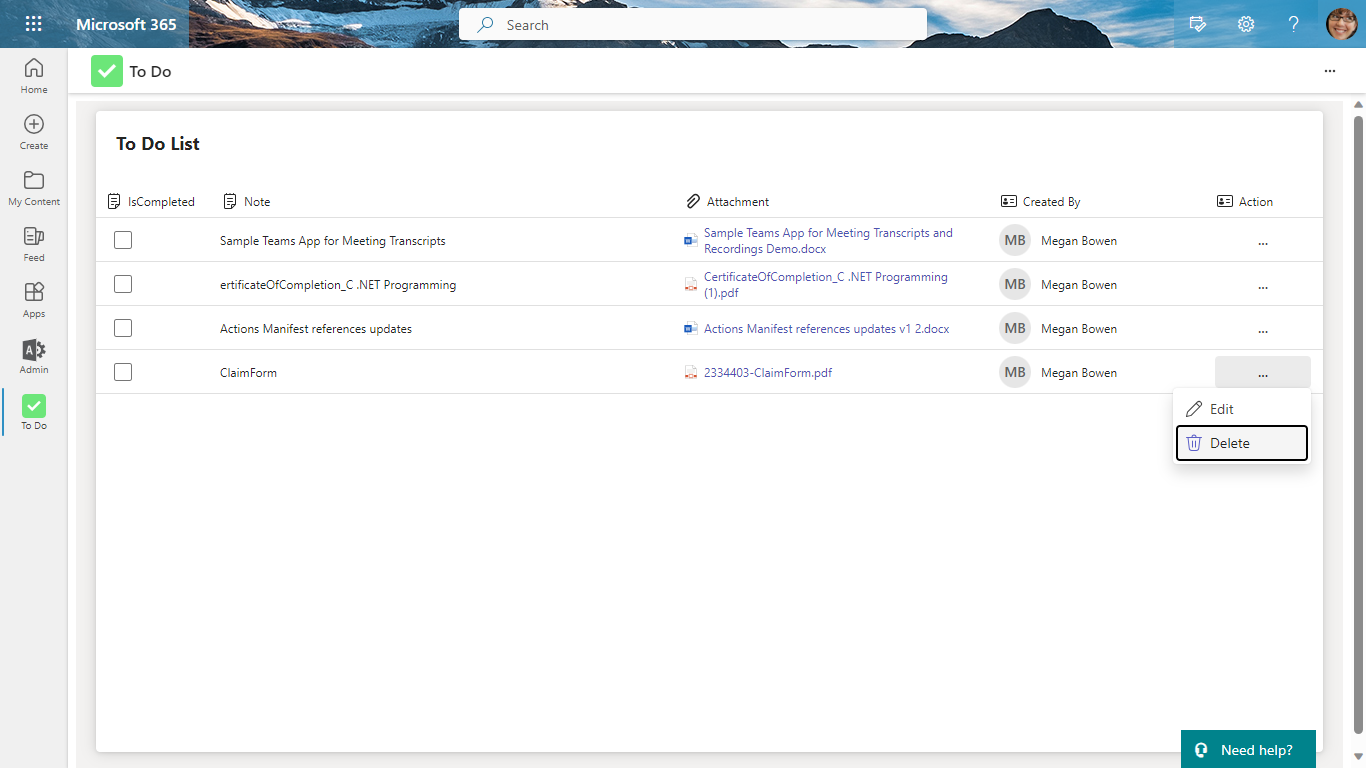 Microsoft 365
Search
?
Home
Create
My Content
Feed
Apps
Admin
To Do
To Do
...
To Do List
IsCompleted
Note
Attachment
Created By
Action
Sample Teams App for Meeting Transcripts
Sample Teams App for Meeting Transcripts and
Recordings Demo.docx
MB
Megan Bowen
...
ertificateOfCompletion_C .NET Programming
CertificateOfCompletion_C .NET Programming
(1).pdf
MB
Megan Bowen
...
Actions Manifest references updates
Actions Manifest references updates v1 2.docx
MB
Megan Bowen
...
ClaimForm
2334403-ClaimForm.pdf
MB
Megan Bowen
...
Edit
Delete
Need help?